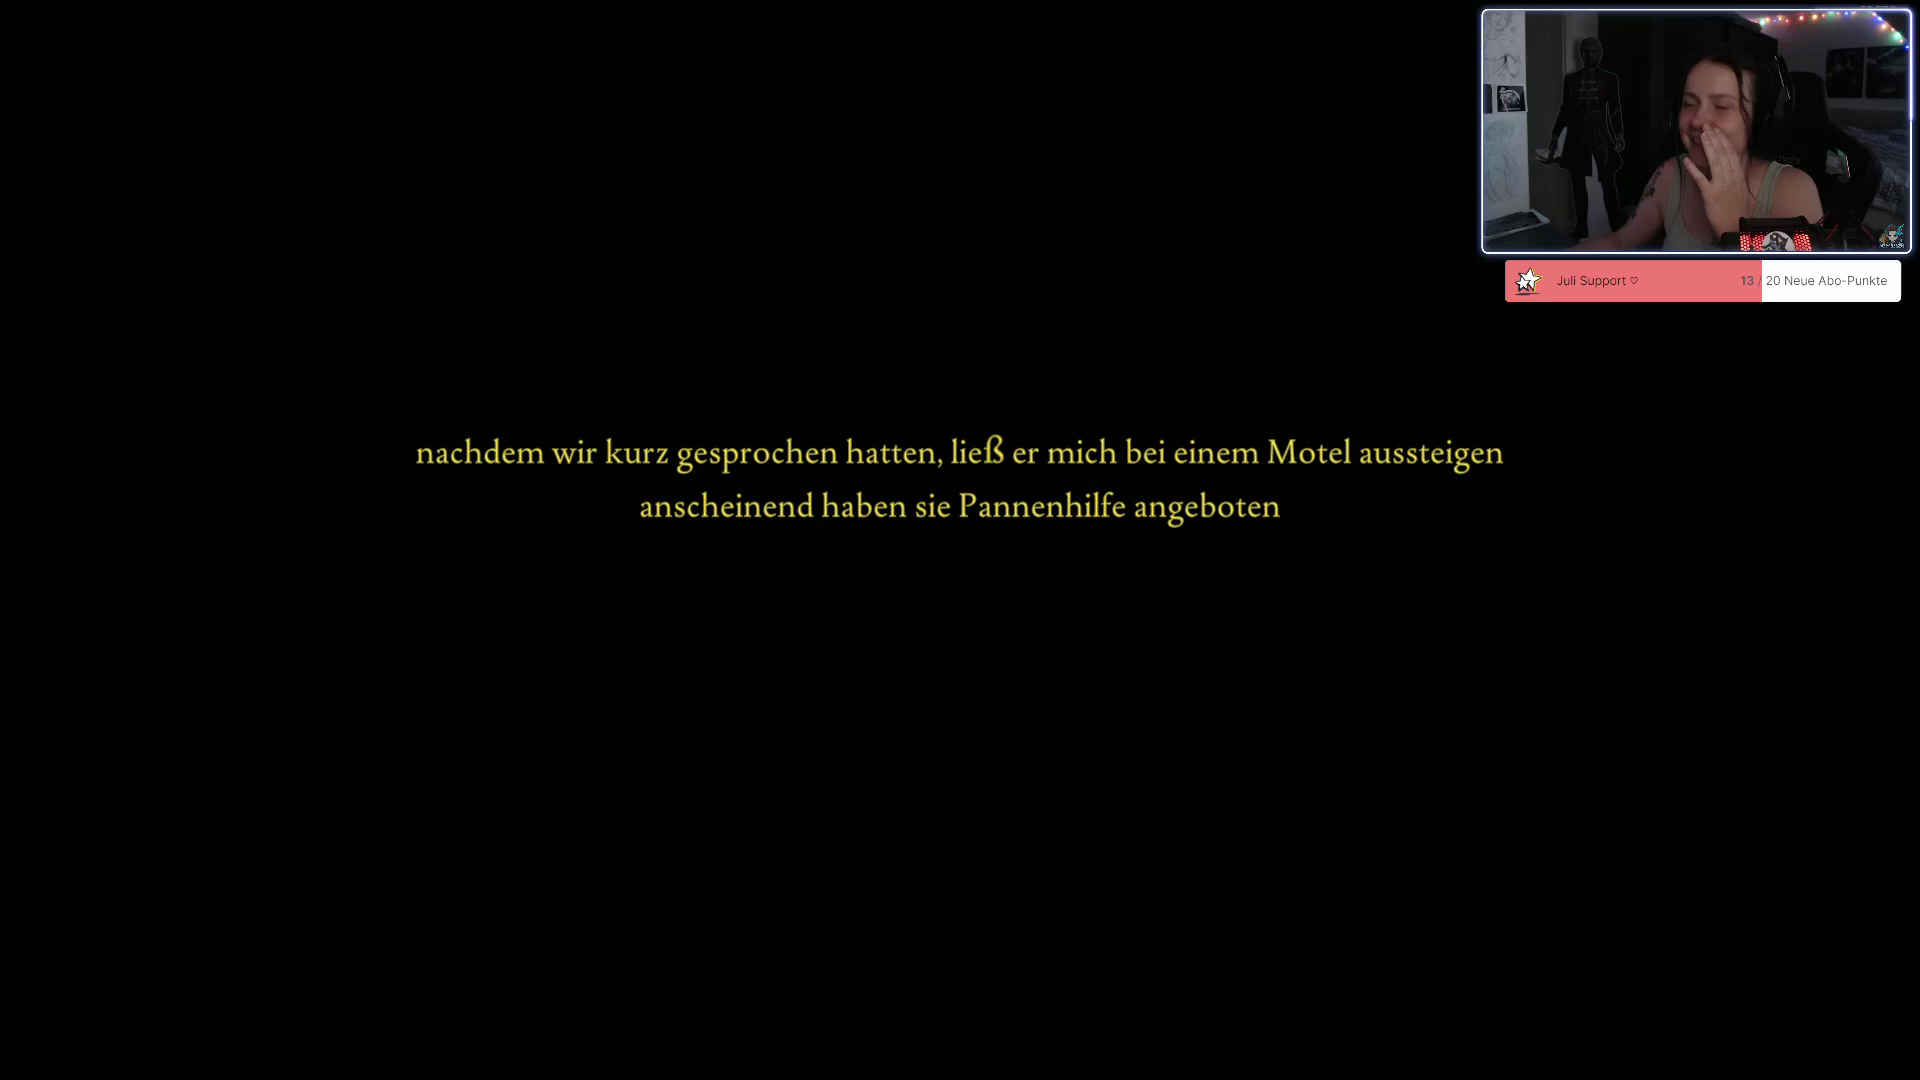 nachdem wir kurz gesprochen hatten, ließ er mich bei einem Motel aussteigen
anscheinend haben sie Pannenhilfe angeboten
Juli Support ♡
13 / 20 Neue Abo-Punkte